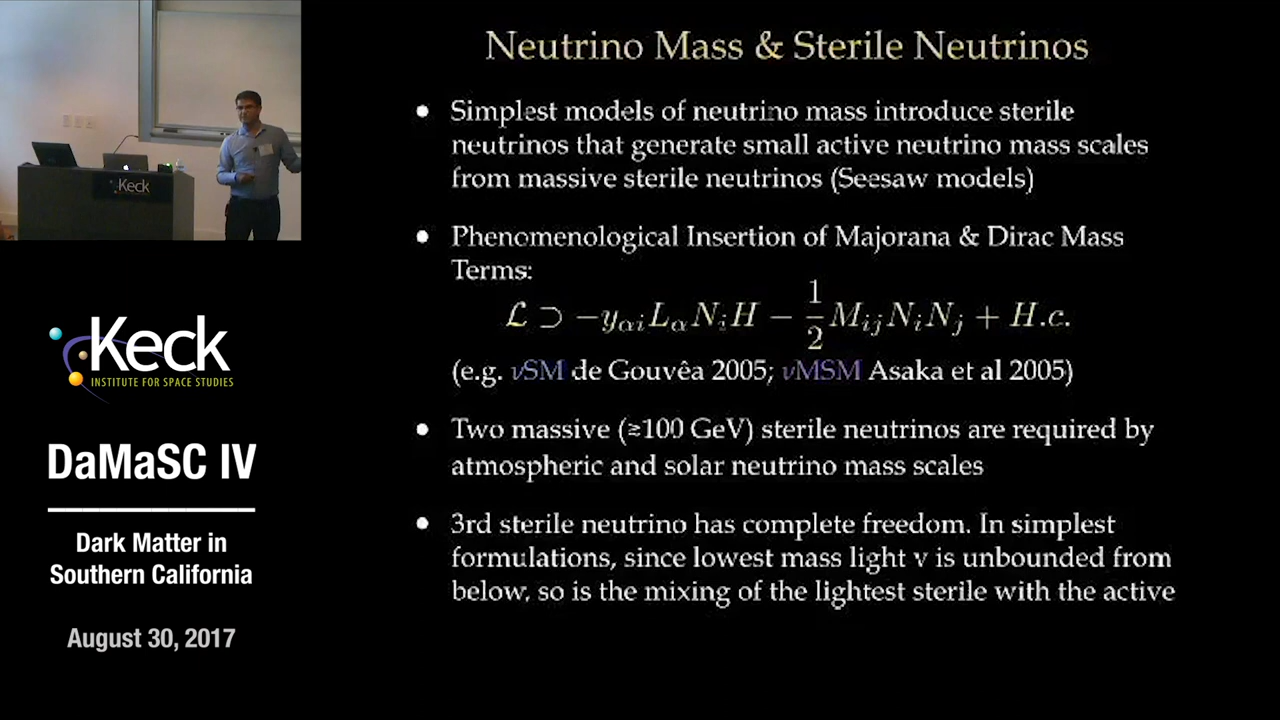 Neutrino Mass & Sterile Neutrinos
• Simplest models of neutrino mass introduce sterile
neutrinos that generate small active neutrino mass scales
from massive sterile neutrinos (Seesaw models)
• Phenomenological Insertion of Majorana & Dirac Mass
Terms:
ℒ ⊃ −y_{αi}L_αN_iH − \frac{1}{2}M_{ij}N_iN_j + H.c.
(e.g. νSM de Gouvêa 2005; νMSM Asaka et al 2005)
• Two massive (≥100 GeV) sterile neutrinos are required by
atmospheric and solar neutrino mass scales
• 3rd sterile neutrino has complete freedom. In simplest
formulations, since lowest mass light ν is unbounded from
below, so is the mixing of the lightest sterile with the active
Keck
Keck
INSTITUTE FOR SPACE STUDIES
DaMaSC IV
Dark Matter in
Southern California
August 30, 2017